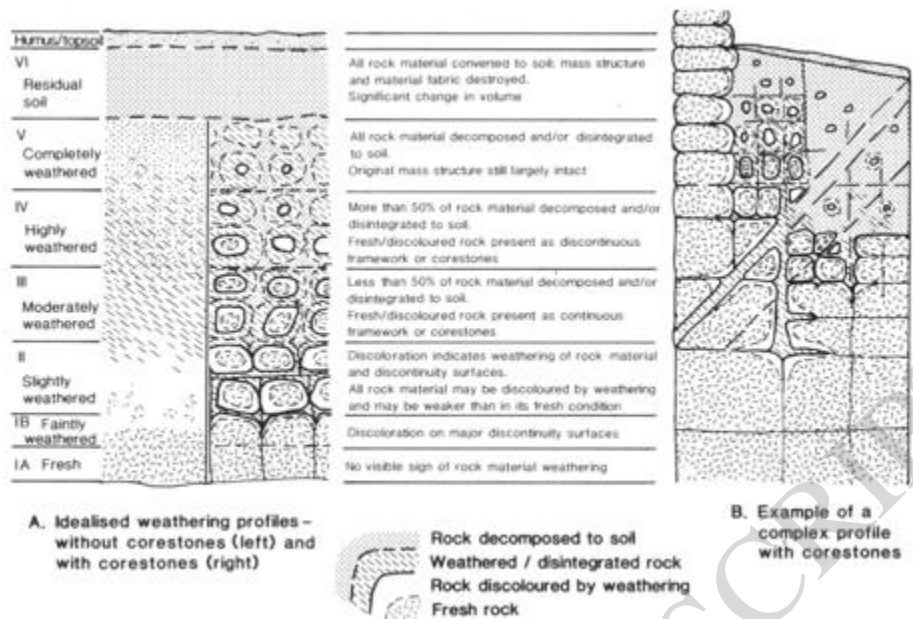 Humus/topsoil
VI
Residual
soil
All rock material converted to soil; mass structure
and material fabric destroyed.
Significant change in volume
V
Completely
weathered
All rock material decomposed and/or disintegrated
to soil.
Original mass structure still largely intact
IV
Highly
weathered
More than 50% of rock material decomposed and/or
disintegrated to soil.
Fresh/discoloured rock present as discontinuous
framework or corestones
III
Moderately
weathered
Less than 50% of rock material decomposed and/or
disintegrated to soil.
Fresh/discoloured rock present as continuous
framework or corestones
II
Slightly
weathered
Discoloration indicates weathering of rock material
and discontinuity surfaces.
All rock material may be discoloured by weathering
and may be weaker than in its fresh condition
IB Faintly
weathered
Discoloration on major discontinuity surfaces
IA Fresh
No visible sign of rock material weathering
A. Idealised weathering profiles –
without corestones (left) and
with corestones (right)
Rock decomposed to soil
Weathered / disintegrated rock
Rock discoloured by weathering
Fresh rock
B. Example of a
complex profile
with corestones